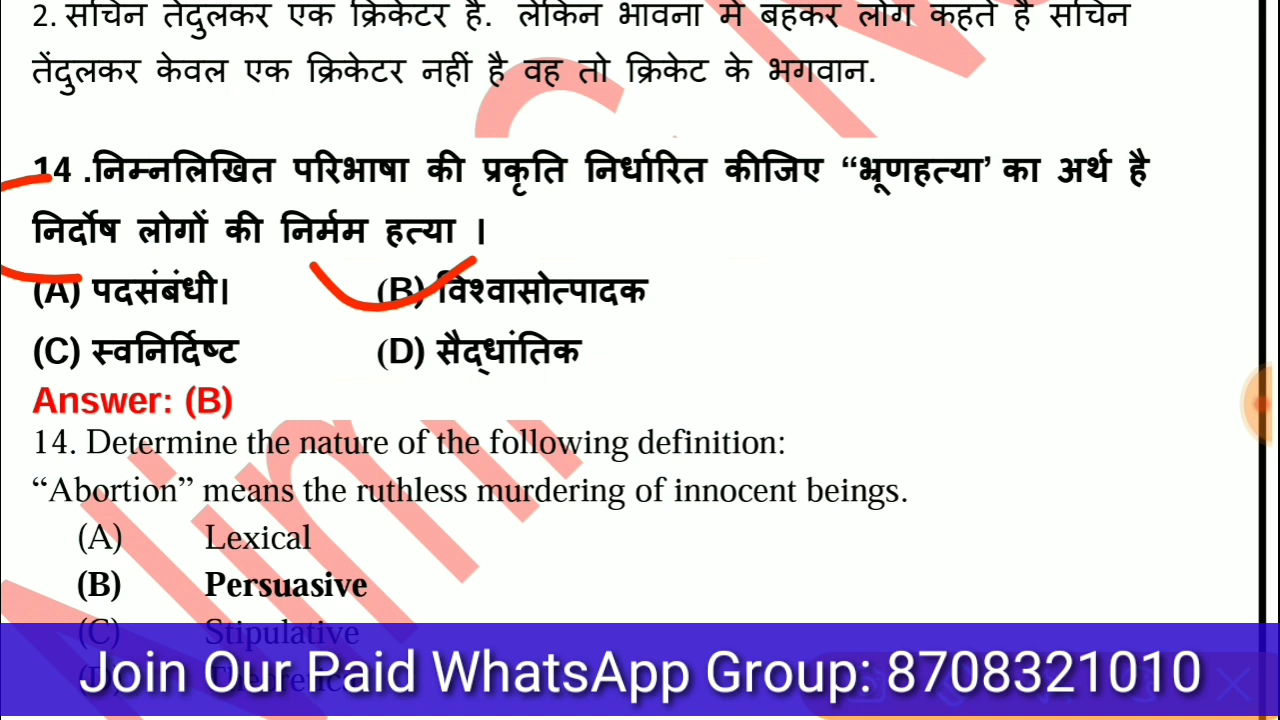 2. सचिन तेंदुलकर एक क्रिकेटर है. लेकिन भावना में बहकर लोग कहते है सचिन
तेंदुलकर केवल एक क्रिकेटर नहीं है वह तो क्रिकेट के भगवान.
14 .निम्नलिखित परिभाषा की प्रकृति निर्धारित कीजिए “भ्रूणहत्या’ का अर्थ है
निर्दोष लोगों की निर्मम हत्या ।
(A) पदसंबंधी। (B) विश्वासोत्पादक
(C) स्वनिर्दिष्ट (D) सैद्धांतिक
Answer: (B)
14. Determine the nature of the following definition:
“Abortion” means the ruthless murdering of innocent beings.
(A) Lexical
(B) Persuasive
(C) Stipulative
Join Our Paid WhatsApp Group: 8708321010